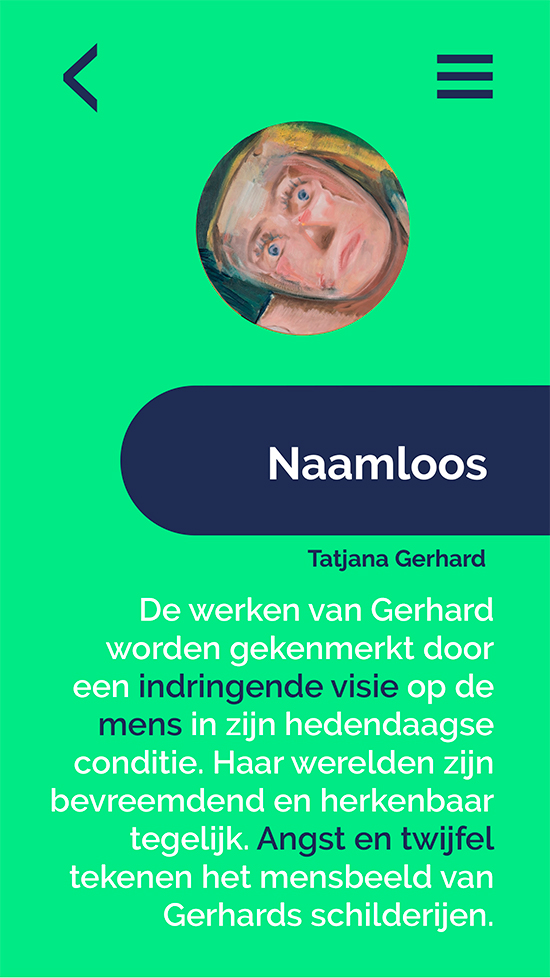 Naamloos
Tatjana Gerhard
De werken van Gerhard
worden gekenmerkt door
een indringende visie op de
mens in zijn hedendaagse
conditie. Haar werelden zijn
bevreemdend en herkenbaar
tegelijk. Angst en twijfel
tekenen het mensbeeld van
Gerhards schilderijen.